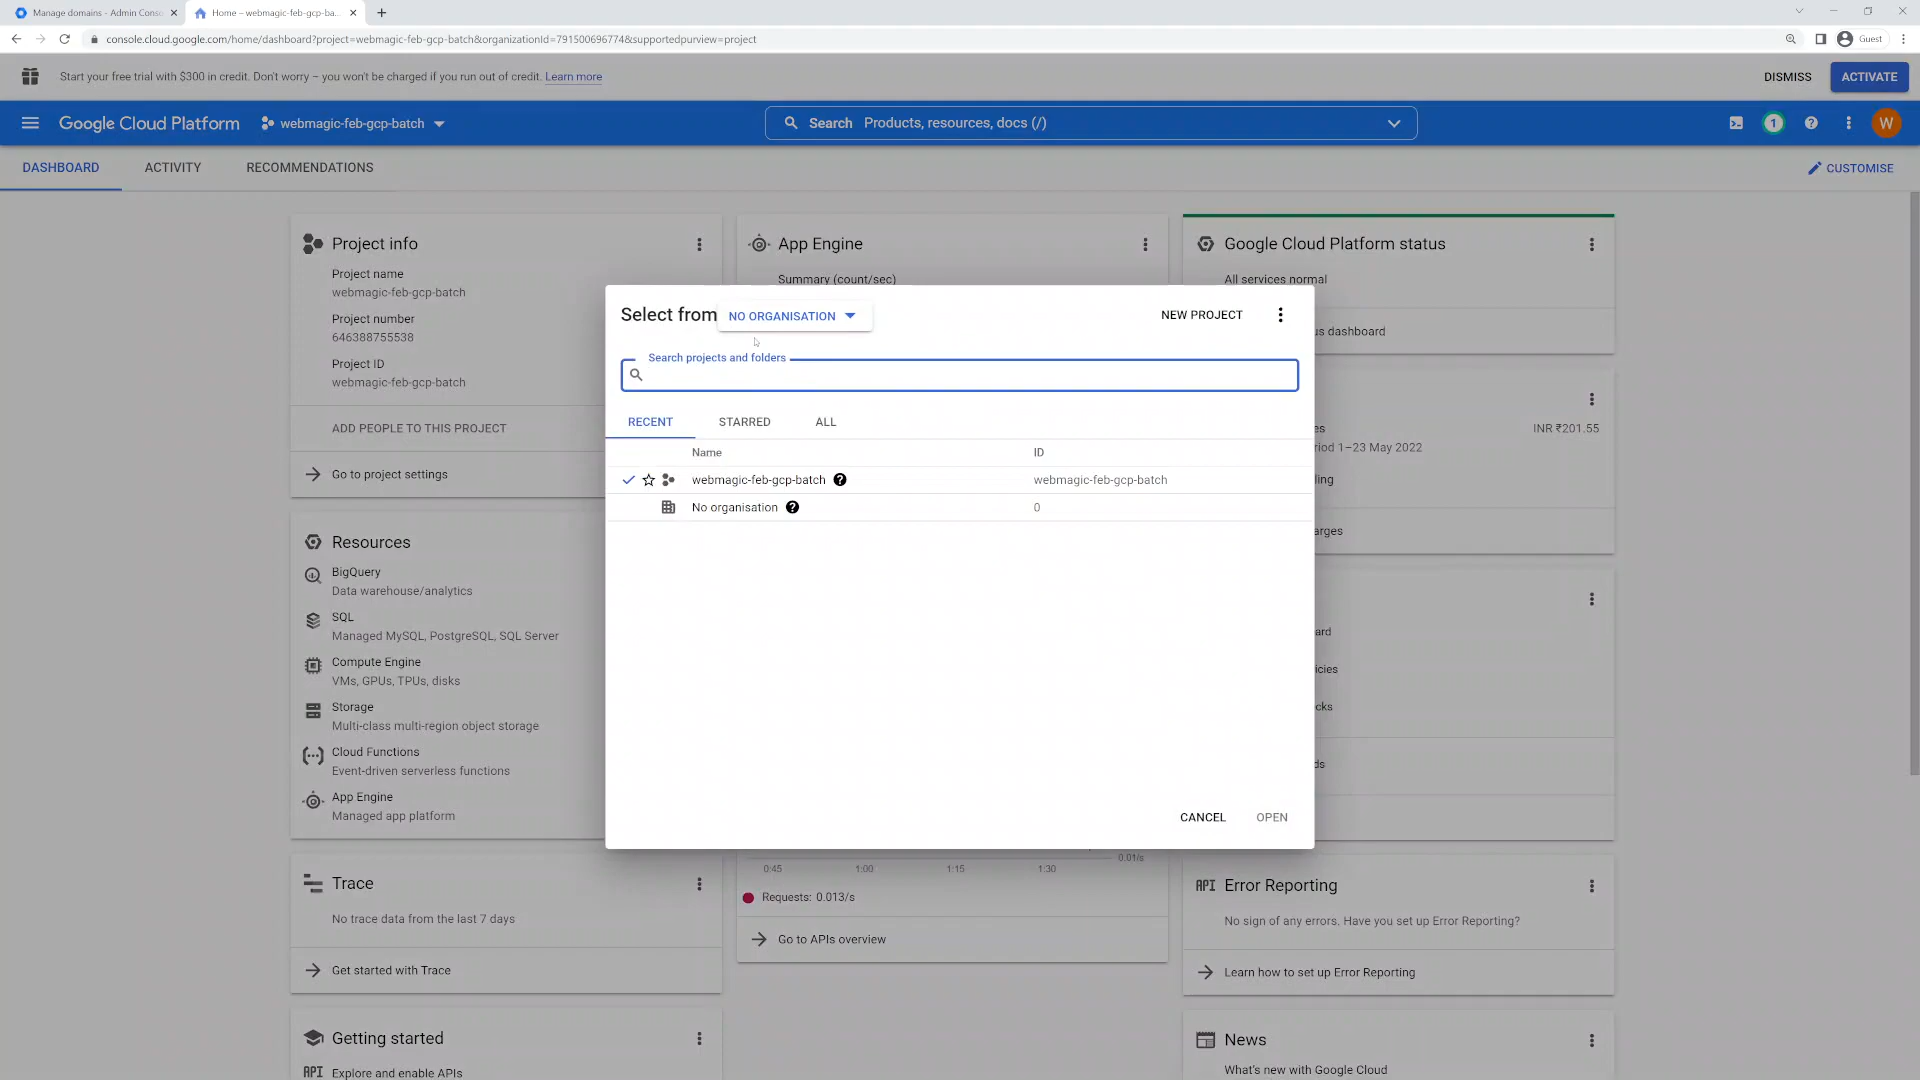 Manage domains - Admin Conso
Home – webmagic-feb-gcp-ba...
console.cloud.google.com/home/dashboard?project=webmagic-feb-gcp-batch&organizationId=791500696774&supportedpurview=project
Guest
Start your free trial with $300 in credit. Don't worry – you won't be charged if you run out of credit. Learn more
DISMISS
ACTIVATE
Google Cloud Platform
webmagic-feb-gcp-batch
Search Products, resources, docs (/)
1
W
DASHBOARD
ACTIVITY
RECOMMENDATIONS
CUSTOMISE
Project info
Project name
webmagic-feb-gcp-batch
Project number
646388755538
Project ID
webmagic-feb-gcp-batch
ADD PEOPLE TO THIS PROJECT
Go to project settings
App Engine
Summary (count/sec)
Google Cloud Platform status
All services normal
us dashboard
es
INR ₹201.55
riod 1–23 May 2022
ling
arges
Select from
NO ORGANISATION
NEW PROJECT
Search projects and folders
RECENT
STARRED
ALL
Name
ID
webmagic-feb-gcp-batch
webmagic-feb-gcp-batch
No organisation
0
CANCEL
OPEN
Resources
BigQuery
Data warehouse/analytics
SQL
Managed MySQL, PostgreSQL, SQL Server
Compute Engine
VMs, GPUs, TPUs, disks
Storage
Multi-class multi-region object storage
Cloud Functions
Event-driven serverless functions
App Engine
Managed app platform
ard
icies
cks
ds
Trace
No trace data from the last 7 days
Get started with Trace
0.01/s
0:45
1:00
1:15
1:30
Requests: 0.013/s
Go to APIs overview
API Error Reporting
No sign of any errors. Have you set up Error Reporting?
Learn how to set up Error Reporting
Getting started
API Explore and enable APIs
News
What's new with Google Cloud